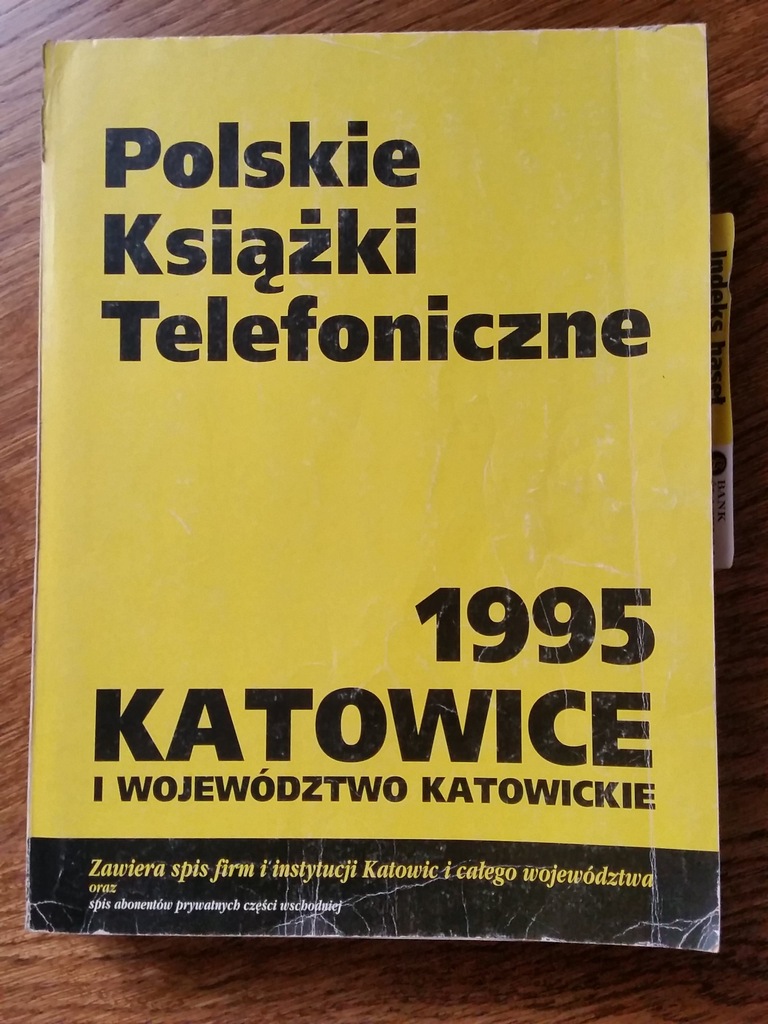 Polskie
Książki
Telefoniczne
1995
KATOWICE
I WOJEWÓDZTWO KATOWICKIE
Zawiera spis firm i instytucji Katowic i całego województwa
oraz
spis abonentów prywatnych części wschodniej
Indeks haseł
BANK